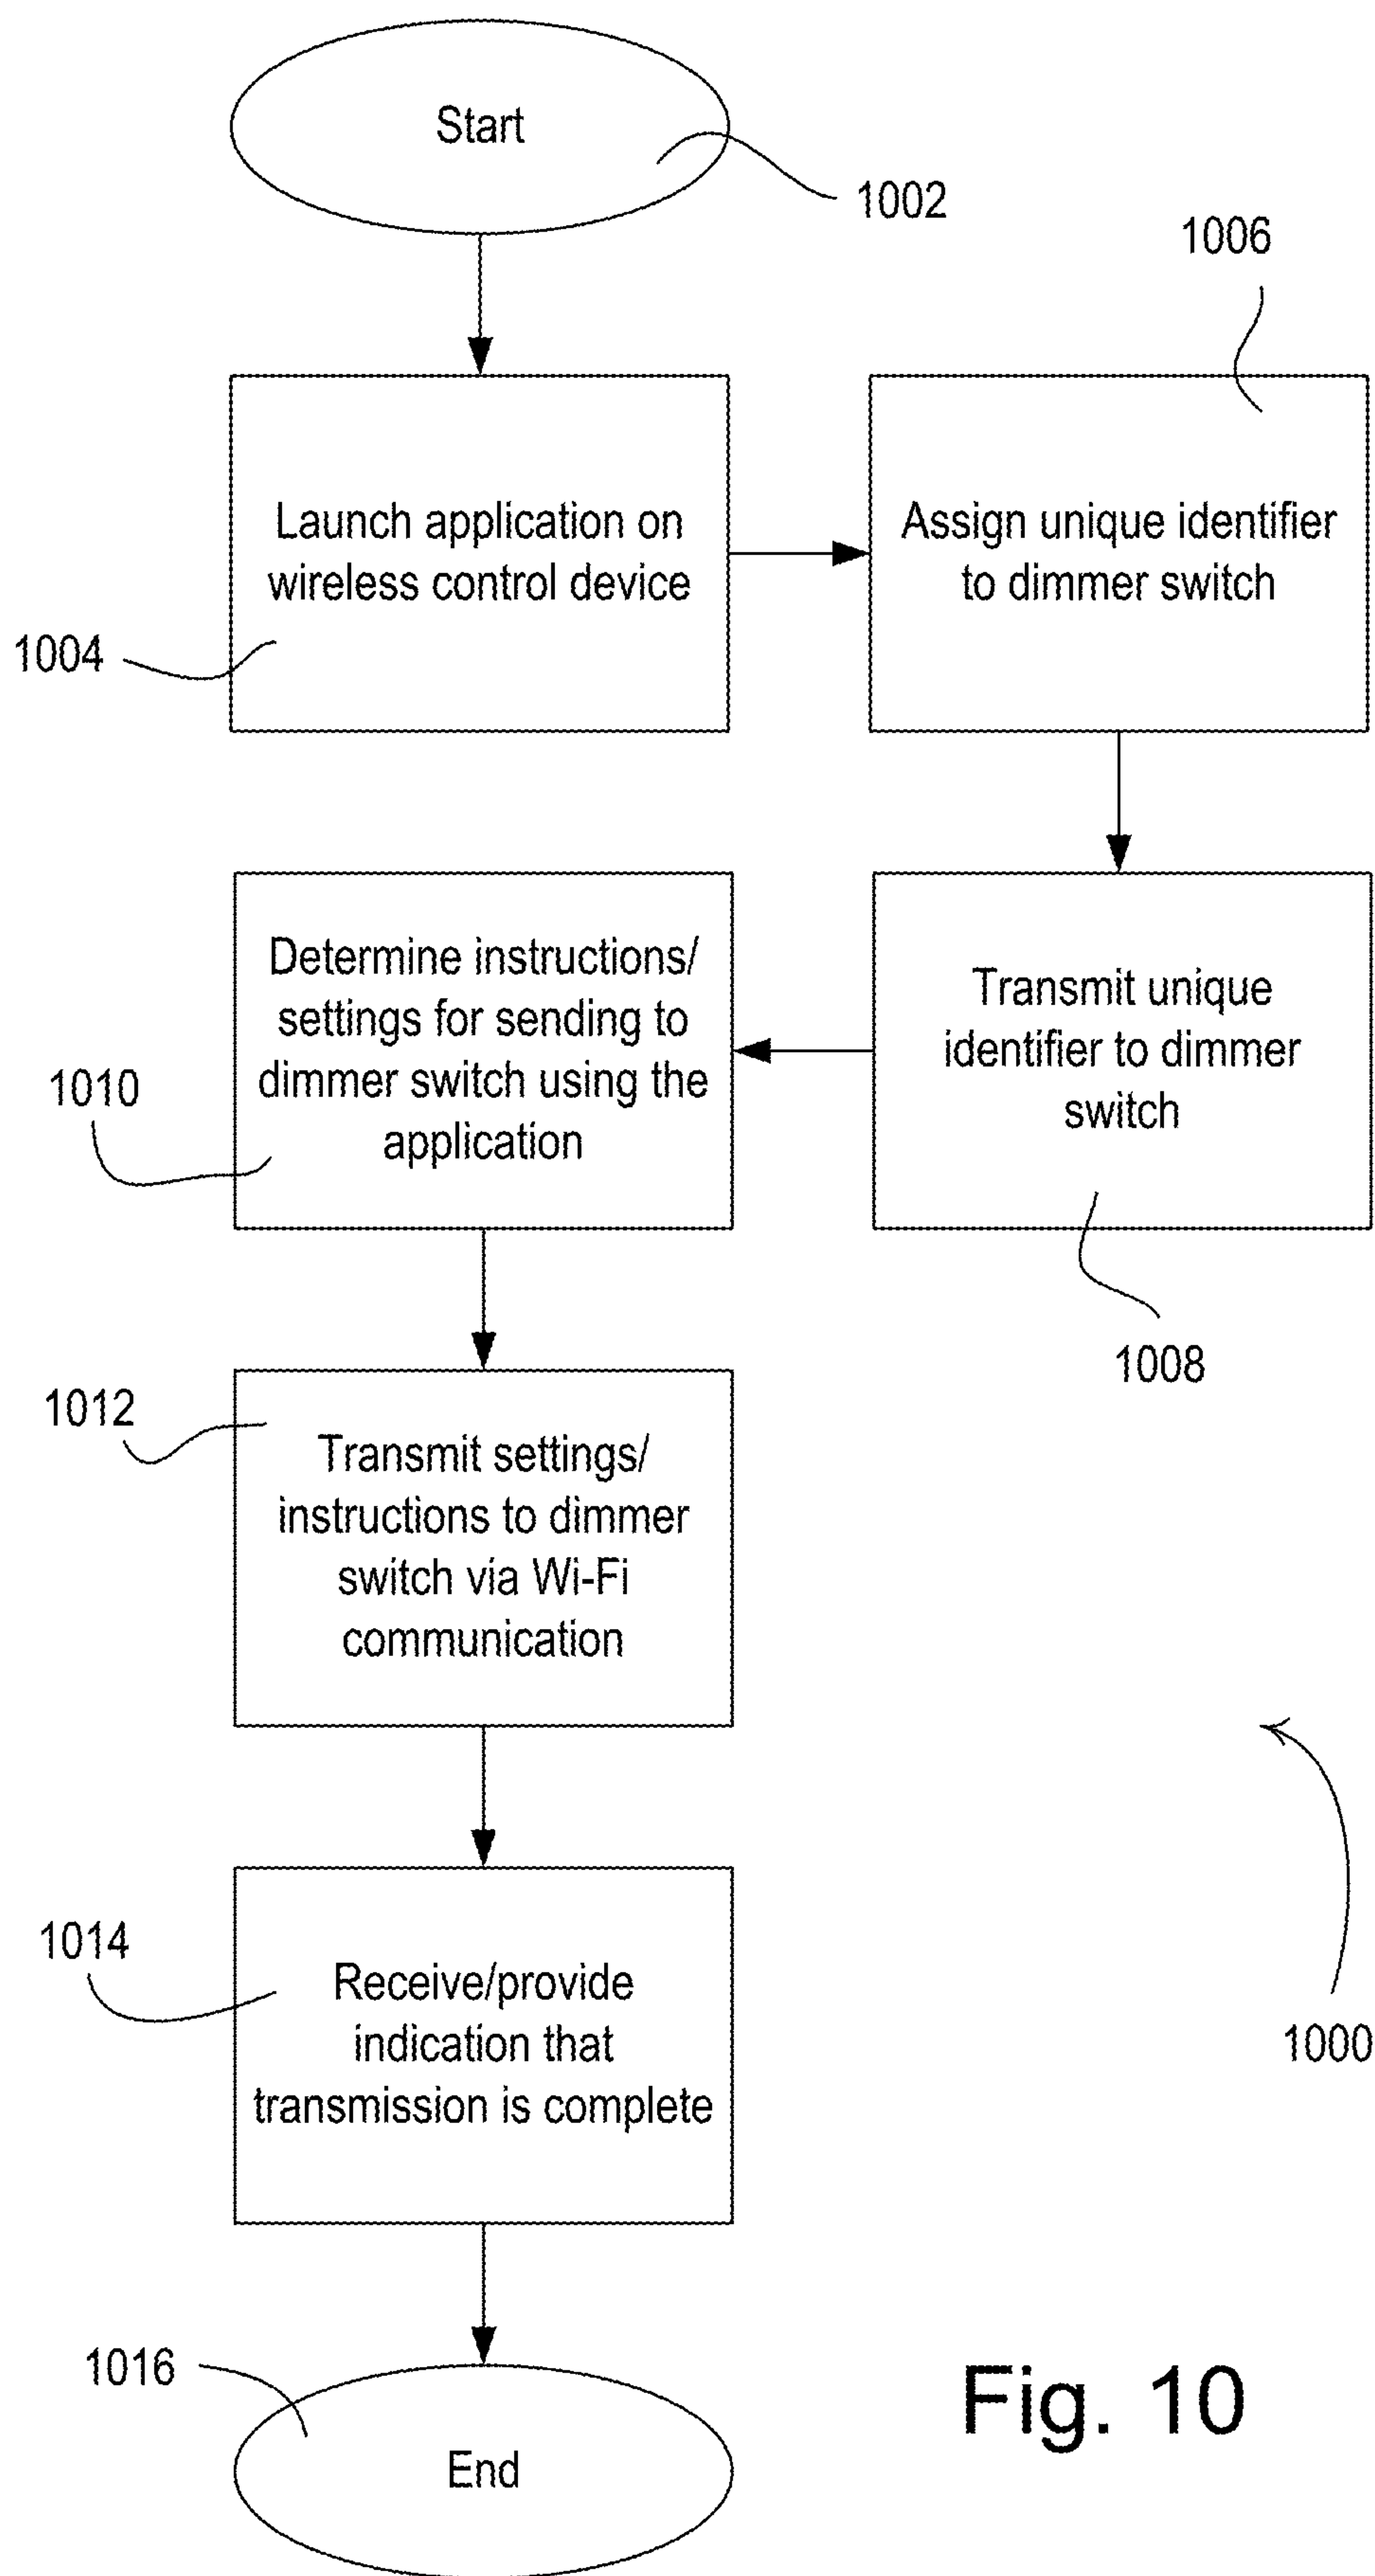 Start
1002
1006
Launch application on
wireless control device
1004
Assign unique identifier
to dimmer switch
Determine instructions/
settings for sending to
dimmer switch using the
application
1010
Transmit unique
identifier to dimmer
switch
1008
1012
Transmit settings/
instructions to dimmer
switch via Wi-Fi
communication
1014
Receive/provide
indication that
transmission is complete
1000
1016
End
Fig. 10